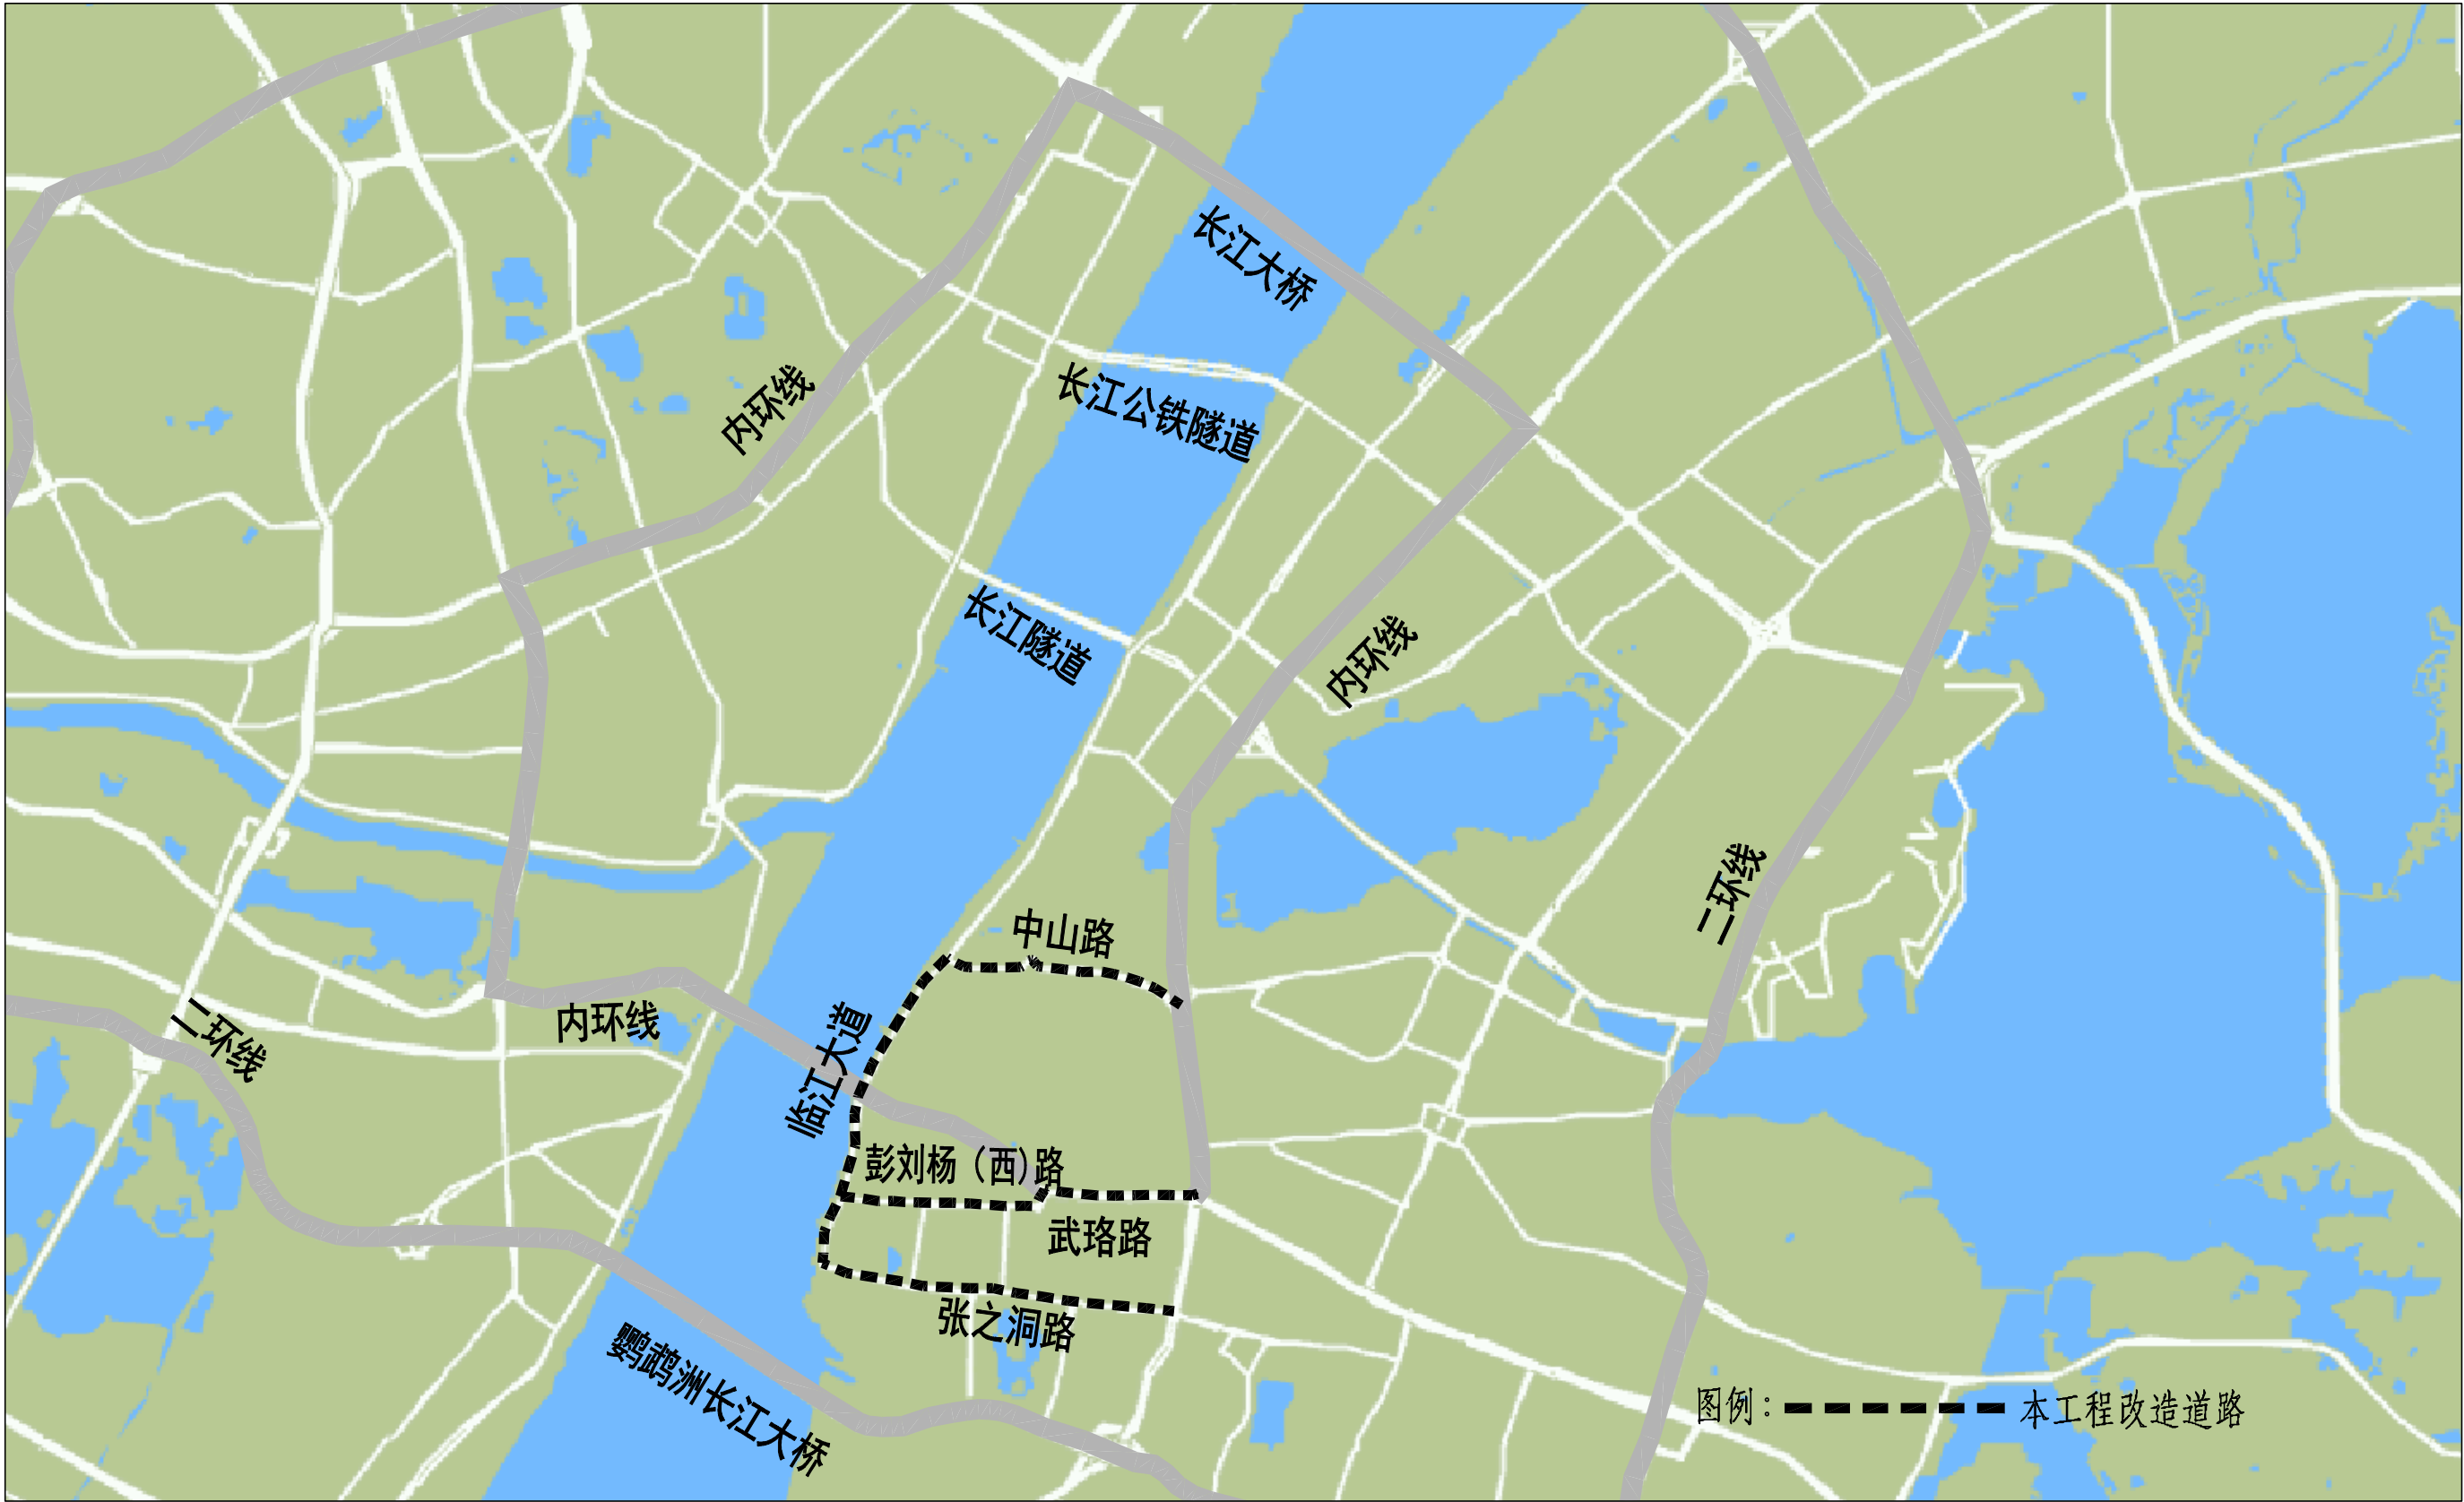 长江大桥
长江公铁隧道
内环线
长江隧道
内环线
二环线
中山路
内环线
临江大道
二环线
彭刘杨（西)路
武珞路
张之洞路
鹦鹉洲长江大桥
图例：本工程改造道路